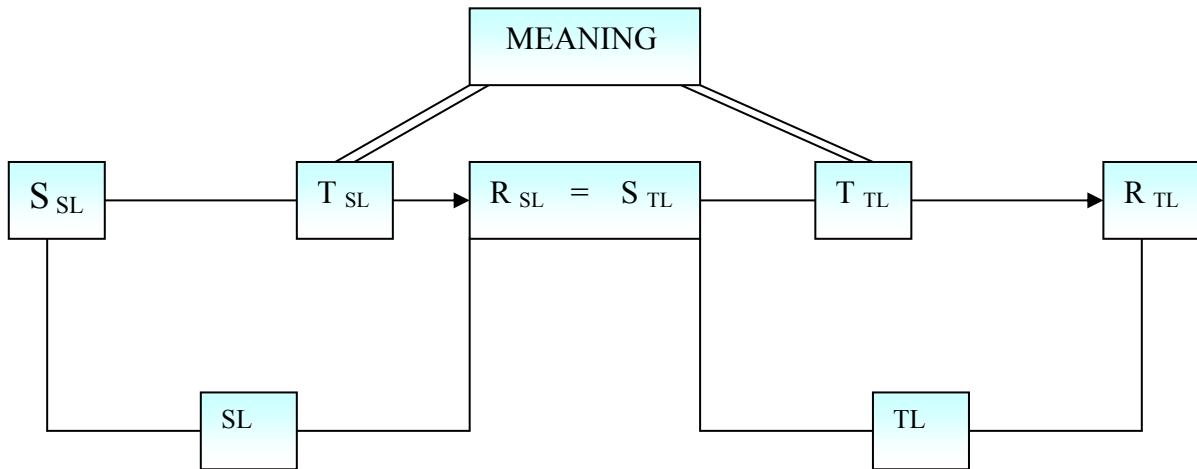 MEANING
S SL
T SL
R SL = S TL
T TL
R TL
SL
TL